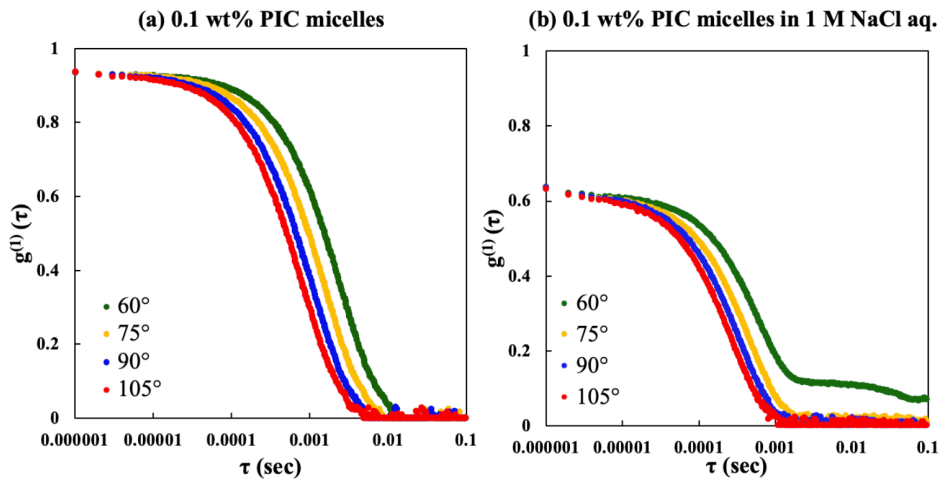 (a) 0.1 wt% PIC micelles
1
0.8
0.6
0.4
0.2
0
g(1) (τ)
60°
75°
90°
105°
0.000001 0.00001 0.0001 0.001 0.01 0.1
τ (sec)
(b) 0.1 wt% PIC micelles in 1 M NaCl aq.
1
0.8
0.6
0.4
0.2
0
g(1) (τ)
60°
75°
90°
105°
0.000001 0.00001 0.0001 0.001 0.01 0.1
τ (sec)